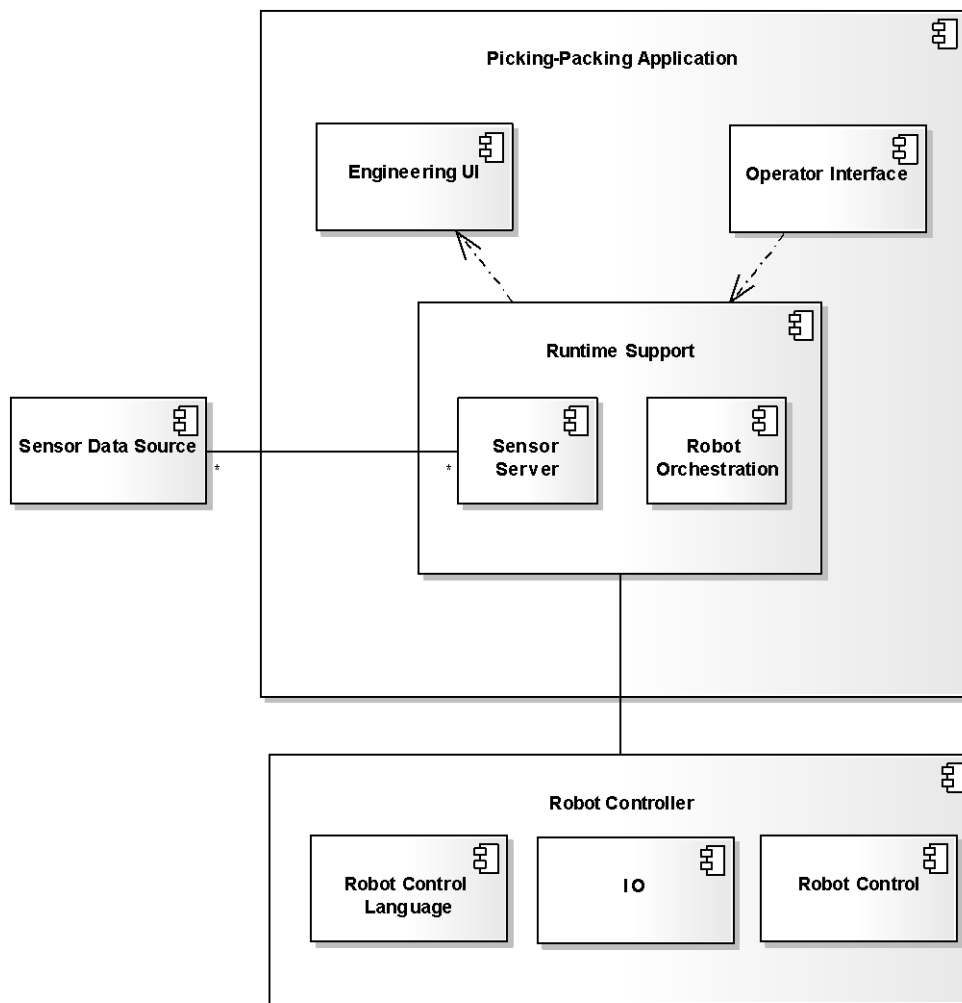 Picking-Packing Application
Engineering UI
Operator Interface
Runtime Support
Sensor Data Source
*
*
Sensor
Server
Robot
Orchestration
Robot Controller
Robot Control
Language
IO
Robot Control